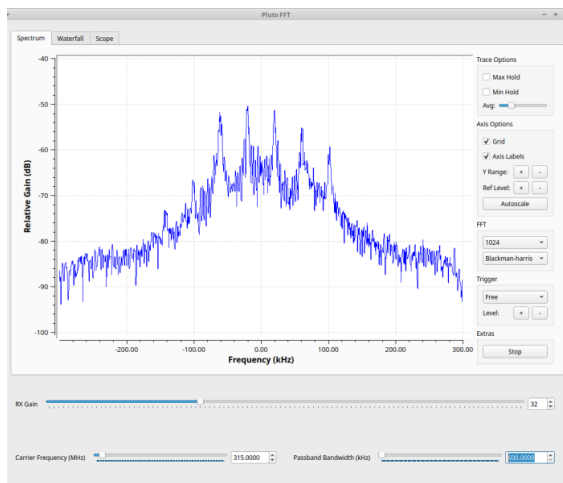 Pluto FFT
Spectrum Waterfall Scope
Trace Options
Max Hold
Min Hold
Avg:
Axis Options
Grid
Axis Labels
Y Range: + -
Ref Level: + -
Autoscale
FFT
1024
Blackman-harris
Trigger
Free
Level: + -
Extras
Stop
Relative Gain (dB)
-40
-50
-60
-70
-80
-90
-100
-200.00 -100.00 0.00 100.00 200.00 300.00
Frequency (kHz)
RX Gain 32
Carrier Frequency (MHz) 315.0000 Passband Bandwidth (kHz) 600.0000